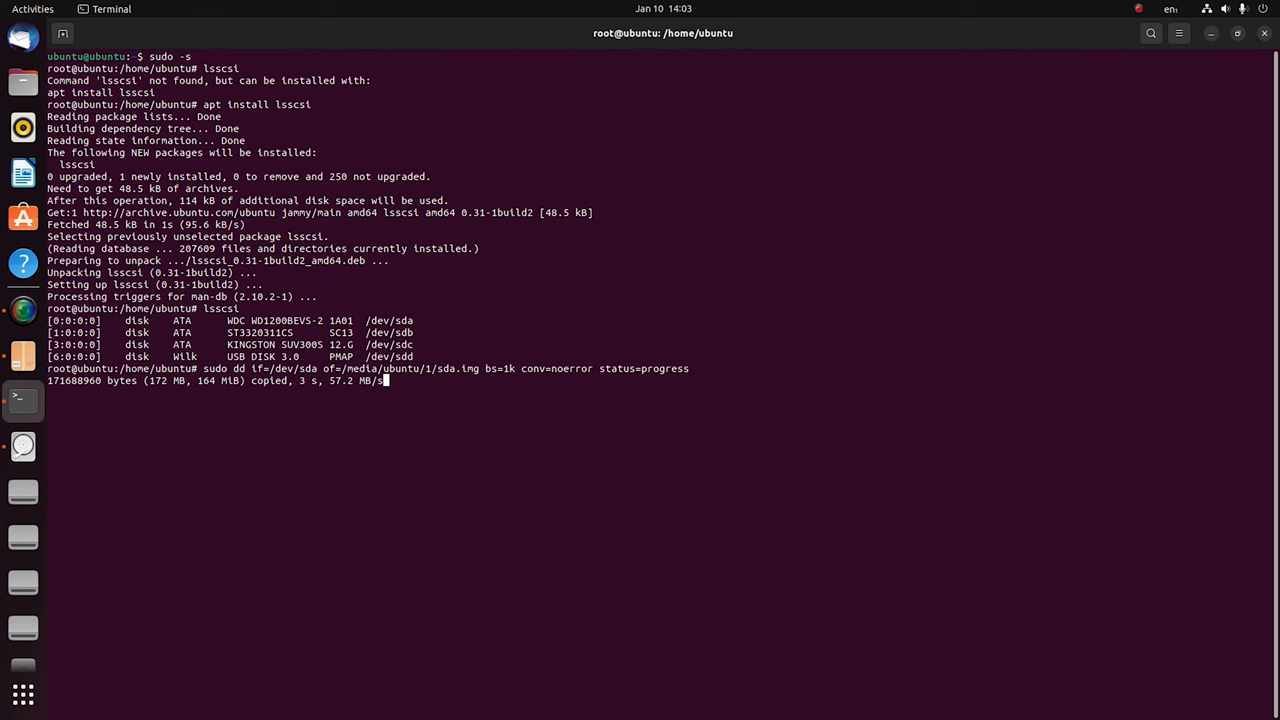 Activities
Terminal
Jan 10 14:03
en₁
root@ubuntu: /home/ubuntu
ubuntu@ubuntu:~$ sudo -s
root@ubuntu:/home/ubuntu# lsscsi
Command 'lsscsi' not found, but can be installed with:
apt install lsscsi
root@ubuntu:/home/ubuntu# apt install lsscsi
Reading package lists... Done
Building dependency tree... Done
Reading state information... Done
The following NEW packages will be installed:
  lsscsi
0 upgraded, 1 newly installed, 0 to remove and 250 not upgraded.
Need to get 48.5 kB of archives.
After this operation, 114 kB of additional disk space will be used.
Get:1 http://archive.ubuntu.com/ubuntu jammy/main amd64 lsscsi amd64 0.31-1build2 [48.5 kB]
Fetched 48.5 kB in 1s (95.6 kB/s)
Selecting previously unselected package lsscsi.
(Reading database ... 207609 files and directories currently installed.)
Preparing to unpack .../lsscsi_0.31-1build2_amd64.deb ...
Unpacking lsscsi (0.31-1build2) ...
Setting up lsscsi (0.31-1build2) ...
Processing triggers for man-db (2.10.2-1) ...
root@ubuntu:/home/ubuntu# lsscsi
[0:0:0:0]    disk    ATA      WDC WD1200BEVS-2 1A01  /dev/sda
[1:0:0:0]    disk    ATA      ST3320311CS      SC13  /dev/sdb
[3:0:0:0]    disk    ATA      KINGSTON SUV300S 12.G  /dev/sdc
[6:0:0:0]    disk    Wilk     USB DISK 3.0     PMAP  /dev/sdd
root@ubuntu:/home/ubuntu# sudo dd if=/dev/sda of=/media/ubuntu/1/sda.img bs=1k conv=noerror status=progress
171688960 bytes (172 MB, 164 MiB) copied, 3 s, 57.2 MB/s